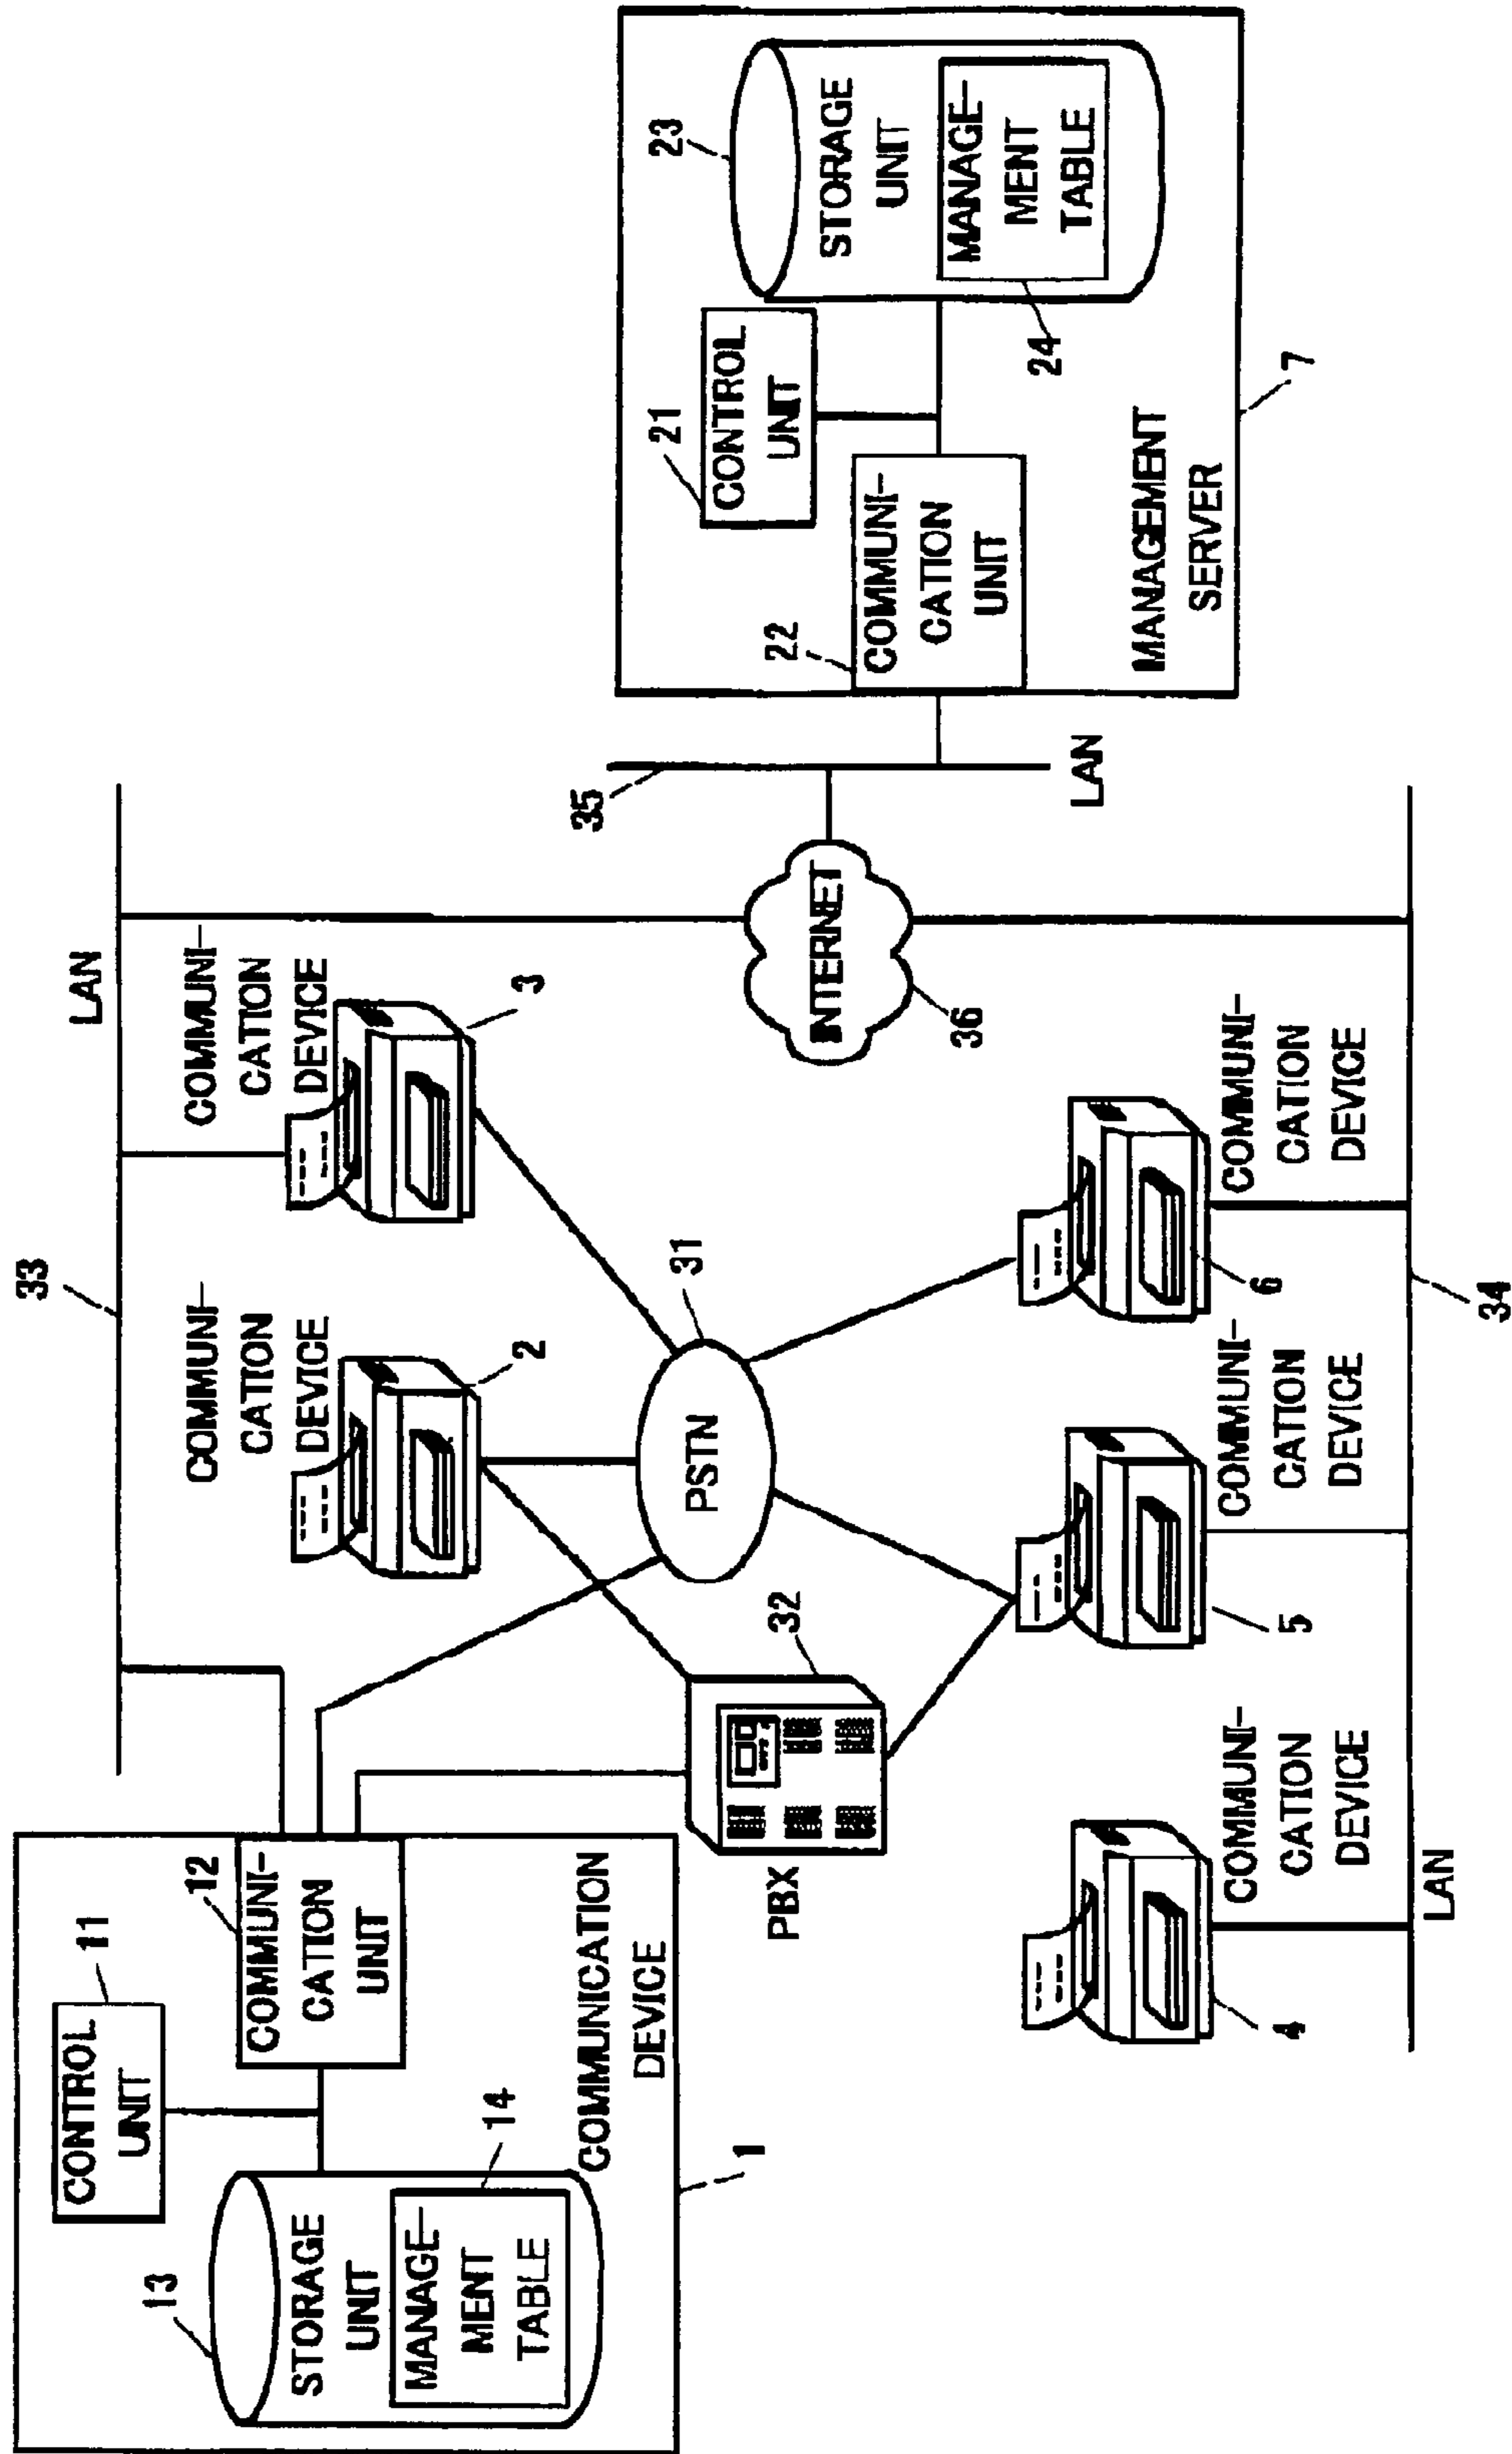 LAN
33
COMMUNI-
CATION
DEVICE
2
COMMUNI-
CATION
DEVICE
3
11
CONTROL
UNIT
12
COMMUNI-
CATION
UNIT
13
STORAGE
UNIT
MANAGE-
MENT
TABLE
14
COMMUNICATION
DEVICE
1
PSTN
31
32
PBX
INTERNET
36
35
LAN
21
CONTROL
UNIT
22
COMMUNI-
CATION
UNIT
23
STORAGE
UNIT
MANAGE-
MENT
TABLE
24
MANAGEMENT
SERVER
7
4
COMMUNI-
CATION
DEVICE
5
COMMUNI-
CATION
DEVICE
6
COMMUNI-
CATION
DEVICE
LAN
34